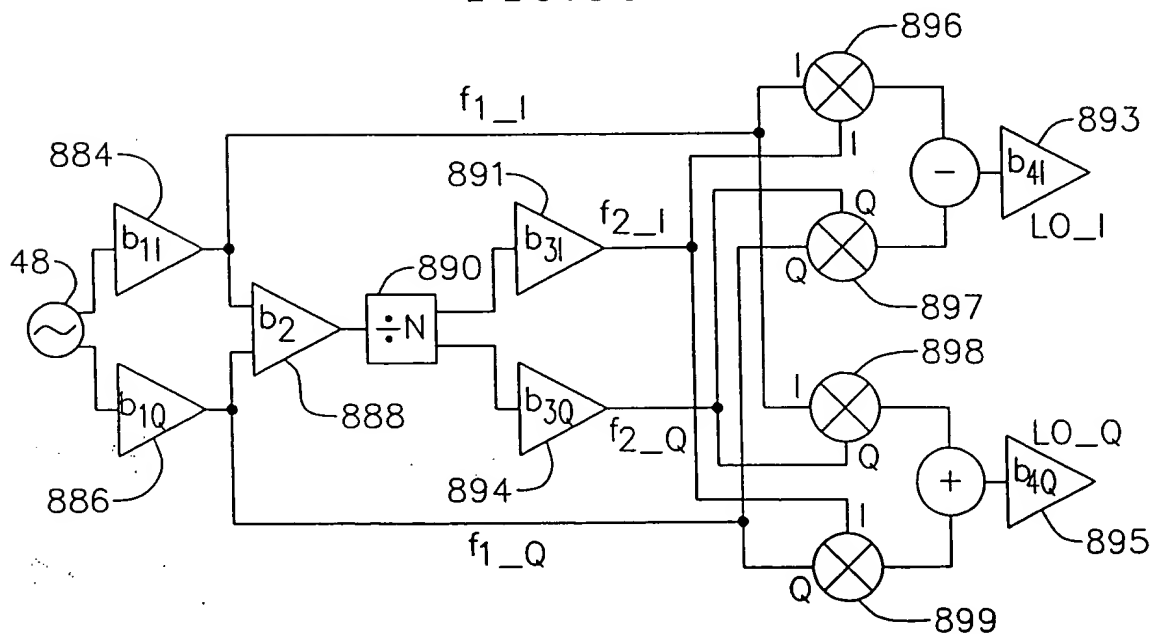 896
I
f1_I
893
884
I
b4I
891
Q
f2_I
LO_I
b1I
48
b3I
890
Q
÷N
897
b2
898
I
b3Q
b1Q
888
LO_Q
f2_Q
Q
b4Q
894
886
I
895
f1_Q
Q
899